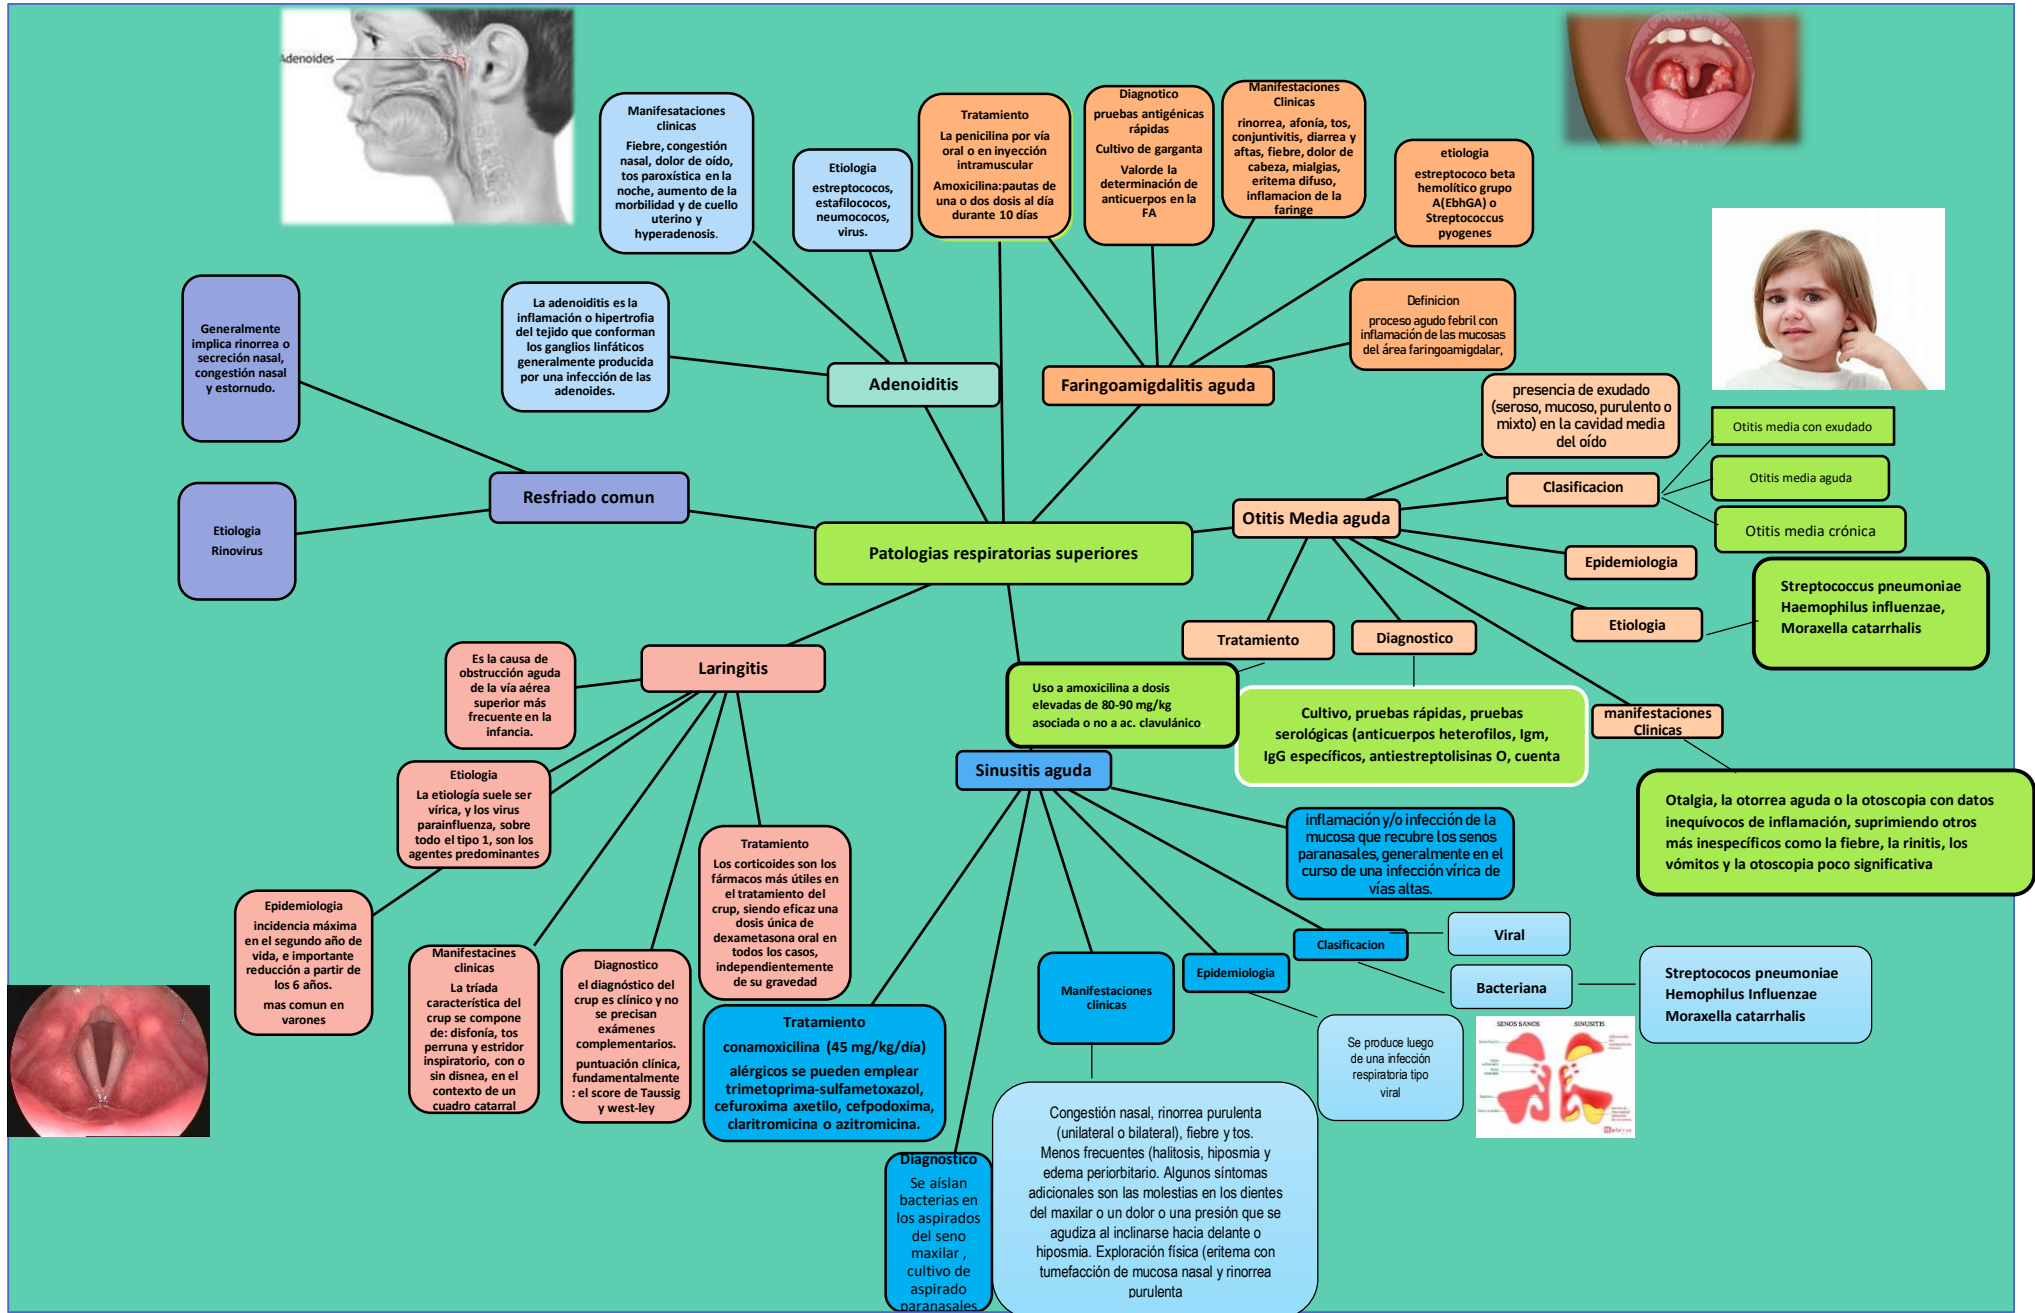 Adenoides
Manifesataciones
clinicas
Fiebre, congestión
nasal, dolor de oído,
tos paroxística en la
noche, aumento de la
morbilidad y de cuello
uterino y
hyperadenosis.
Etiologia
estreptococos,
estafilococos,
neumococos,
virus.
Tratamiento
La penicilina por vía
oral o en inyección
intramuscular
Amoxicilina:pautas de
una o dos dosis al día
durante 10 días
Diagnotico
pruebas antigénicas
rápidas
Cultivo de garganta
Valorde la
determinación de
anticuerpos en la
FA
Manifestaciones
Clinicas
rinorrea, afonía, tos,
conjuntivitis, diarrea y
aftas, fiebre, dolor de
cabeza, mialgias,
eritema difuso,
inflamacion de la
faringe
etiologia
estreptococo beta
hemolítico grupo
A(EbhGA) o
Streptococcus
pyogenes
Definicion
proceso agudo febril con
inflamación de las mucosas
del área faringoamigdalar,
Generalmente
implica rinorrea o
secreción nasal,
congestión nasal
y estornudo.
La adenoiditis es la
inflamación o hipertrofia
del tejido que conforman
los ganglios linfáticos
generalmente producida
por una infección de las
adenoides.
Adenoiditis
Faringoamigdalitis aguda
presencia de exudado
(seroso, mucoso, purulento o
mixto) en la cavidad media
del oído
Otitis media con exudado
Clasificacion
Otitis media aguda
Otitis media crónica
Resfriado comun
Etiologia
Rinovirus
Patologias respiratorias superiores
Otitis Media aguda
Epidemiologia
Etiologia
Streptococcus pneumoniae
Haemophilus influenzae,
Moraxella catarrhalis
Tratamiento
Diagnostico
Uso a amoxicilina a dosis
elevadas de 80-90 mg/kg
asociada o no a ac. clavulánico
Cultivo, pruebas rápidas, pruebas
serológicas (anticuerpos heterofilos, Igm,
IgG específicos, antiestreptolisinas O, cuenta
manifestaciones
Clinicas
Otalgia, la otorrea aguda o la otoscopia con datos
inequívocos de inflamación, suprimiendo otros
más inespecíficos como la fiebre, la rinitis, los
vómitos y la otoscopia poco significativa
Laringitis
Es la causa de
obstrucción aguda
de la vía aérea
superior más
frecuente en la
infancia.
Etiologia
La etiología suele ser
vírica, y los virus
parainfluenza, sobre
todo el tipo 1, son los
agentes predominantes
Epidemiologia
incidencia máxima
en el segundo año de
vida, e importante
reducción a partir de
los 6 años.
mas comun en
varones
Manifestacines
clinicas
La tríada
característica del
crup se compone
de: disfonía, tos
perruna y estridor
inspiratorio, con o
sin disnea, en el
contexto de un
cuadro catarral
Diagnostico
el diagnóstico del
crup es clínico y no
se precisan
exámenes
complementarios.
puntuación clínica,
fundamentalmente
: el score de Taussig
y west-ley
Tratamiento
Los corticoides son los
fármacos más útiles en
el tratamiento del
crup, siendo eficaz una
dosis única de
dexametasona oral en
todos los casos,
independientemente
de su gravedad
Sinusitis aguda
inflamación y/o infección de la
mucosa que recubre los senos
paranasales, generalmente en el
curso de una infección vírica de
vías altas.
Clasificacion
Viral
Bacteriana
Streptococos pneumoniae
Hemophilus Influenzae
Moraxella catarrhalis
Epidemiologia
Se produce luego
de una infección
respiratoria tipo
viral
Manifestaciones
clinicas
Congestión nasal, rinorrea purulenta
(unilateral o bilateral), fiebre y tos.
Menos frecuentes (halitosis, hiposmia y
edema periorbitario. Algunos síntomas
adicionales son las molestias en los dientes
del maxilar o un dolor o una presión que se
agudiza al inclinarse hacia delante o
hiposmia. Exploración física (eritema con
tumefacción de mucosa nasal y rinorrea
purulenta
Tratamiento
conamoxicilina (45 mg/kg/día)
alérgicos se pueden emplear
trimetoprima-sulfametoxazol,
cefuroxima axetilo, cefpodoxima,
claritromicina o azitromicina.
Diagnostico
Se aíslan
bacterias en
los aspirados
del seno
maxilar ,
cultivo de
aspirado
paranasales
SENOS SANOS
SINUSITIS